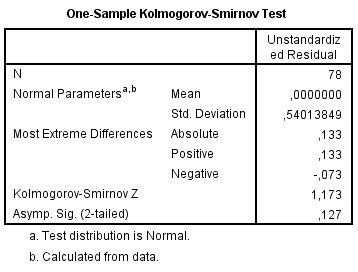 One-Sample Kolmogorov-Smirnov Test
Unstandardiz
ed Residual
N 78
Normal Parametersa,b Mean ,0000000
Std. Deviation ,54013849
Most Extreme Differences Absolute ,133
Positive ,133
Negative -,073
Kolmogorov-Smirnov Z 1,173
Asymp. Sig. (2-tailed) ,127
a. Test distribution is Normal.
b. Calculated from data.